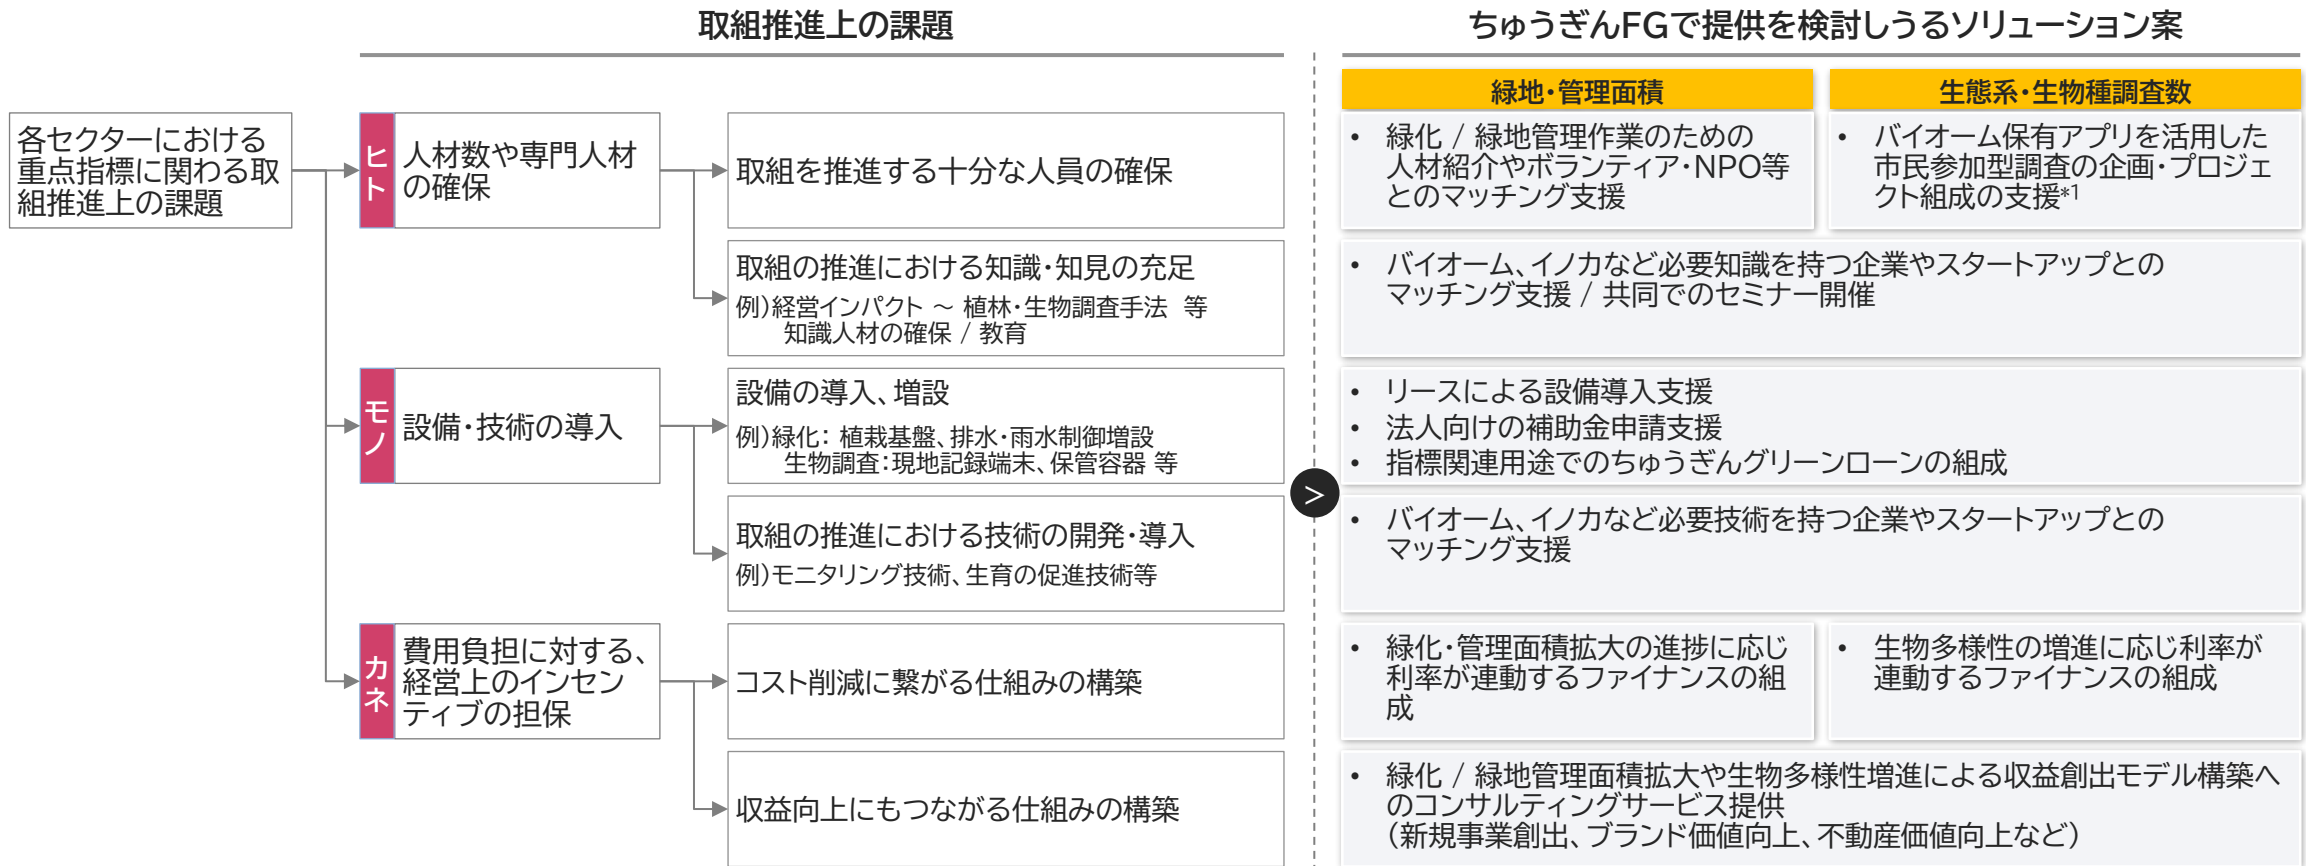 取組推進上の課題
ちゅうぎんFGで提供を検討しうるソリューション案
緑地・管理面積
生態系・生物種調査数
各セクターにおける
重点指標に関わる取
組推進上の課題
ヒト
人材数や専門人材
の確保
取組を推進する十分な人員の確保
• 緑化 / 緑地管理作業のための
人材紹介やボランティア・NPO等
とのマッチング支援
• バイオーム保有アプリを活用した
市民参加型調査の企画・プロジェ
クト組成の支援*1
取組の推進における知識・知見の充足
例）経営インパクト ～ 植林・生物調査手法 等
知識人材の確保 / 教育
• バイオーム、イノカなど必要知識を持つ企業やスタートアップとの
マッチング支援 / 共同でのセミナー開催
モノ
設備・技術の導入
設備の導入、増設
例）緑化： 植栽基盤、排水・雨水制御増設
生物調査：現地記録端末、保管容器 等
• リースによる設備導入支援
• 法人向けの補助金申請支援
• 指標関連用途でのちゅうぎんグリーンローンの組成
>
取組の推進における技術の開発・導入
例）モニタリング技術、生育の促進技術等
• バイオーム、イノカなど必要技術を持つ企業やスタートアップとの
マッチング支援
カネ
費用負担に対する、
経営上のインセン
ティブの担保
コスト削減に繋がる仕組みの構築
• 緑化・管理面積拡大の進捗に応じ
利率が連動するファイナンスの組
成
• 生物多様性の増進に応じ利率が
連動するファイナンスの組成
収益向上にもつながる仕組みの構築
• 緑化 / 緑地管理面積拡大や生物多様性増進による収益創出モデル構築へ
のコンサルティングサービス提供
（新規事業創出、ブランド価値向上、不動産価値向上など）